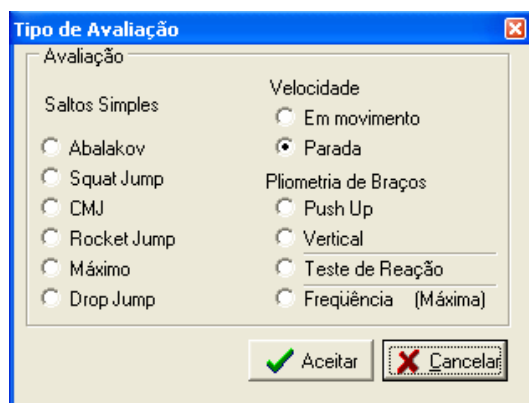 Tipo de Avaliação
Avaliação
Saltos Simples
Abalakov
Squat Jump
CMJ
Rocket Jump
Máximo
Drop Jump
Velocidade
Em movimento
Parada
Pliometria de Braços
Push Up
Vertical
Teste de Reação
Freqüência (Máxima)
Aceitar
Cancelar